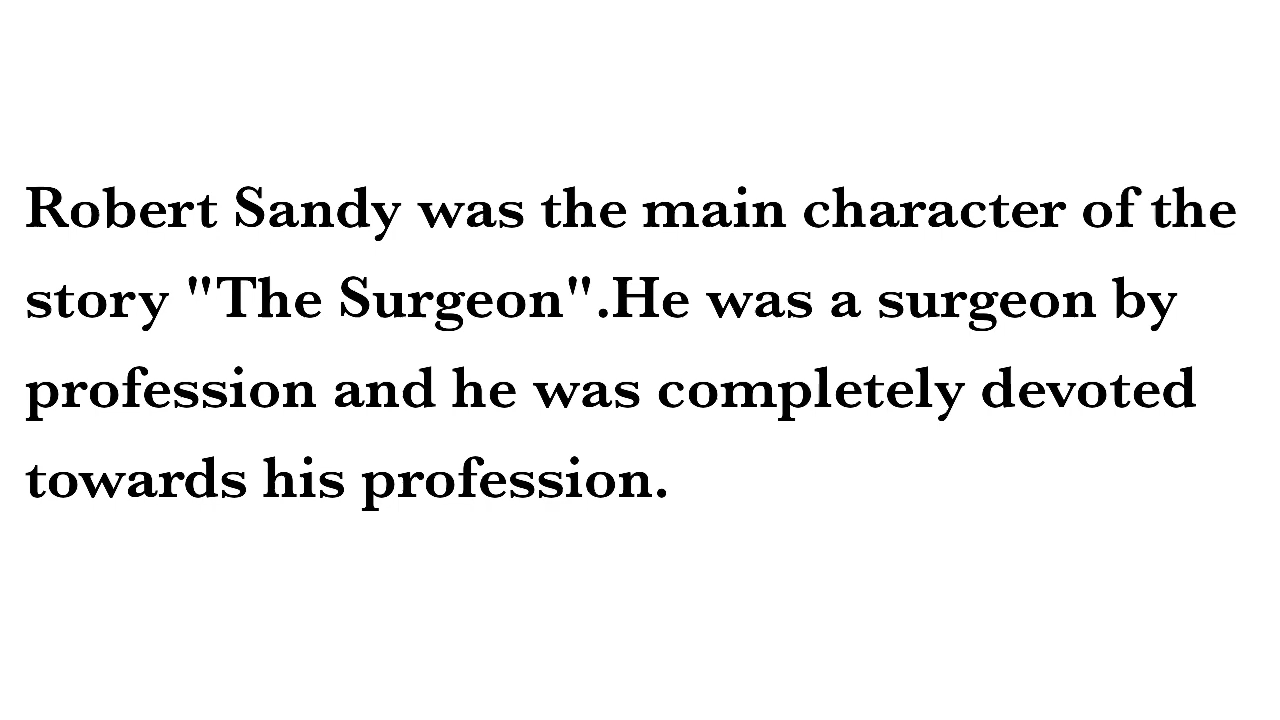 Robert Sandy was the main character of the
story "The Surgeon".He was a surgeon by
profession and he was completely devoted
towards his profession.